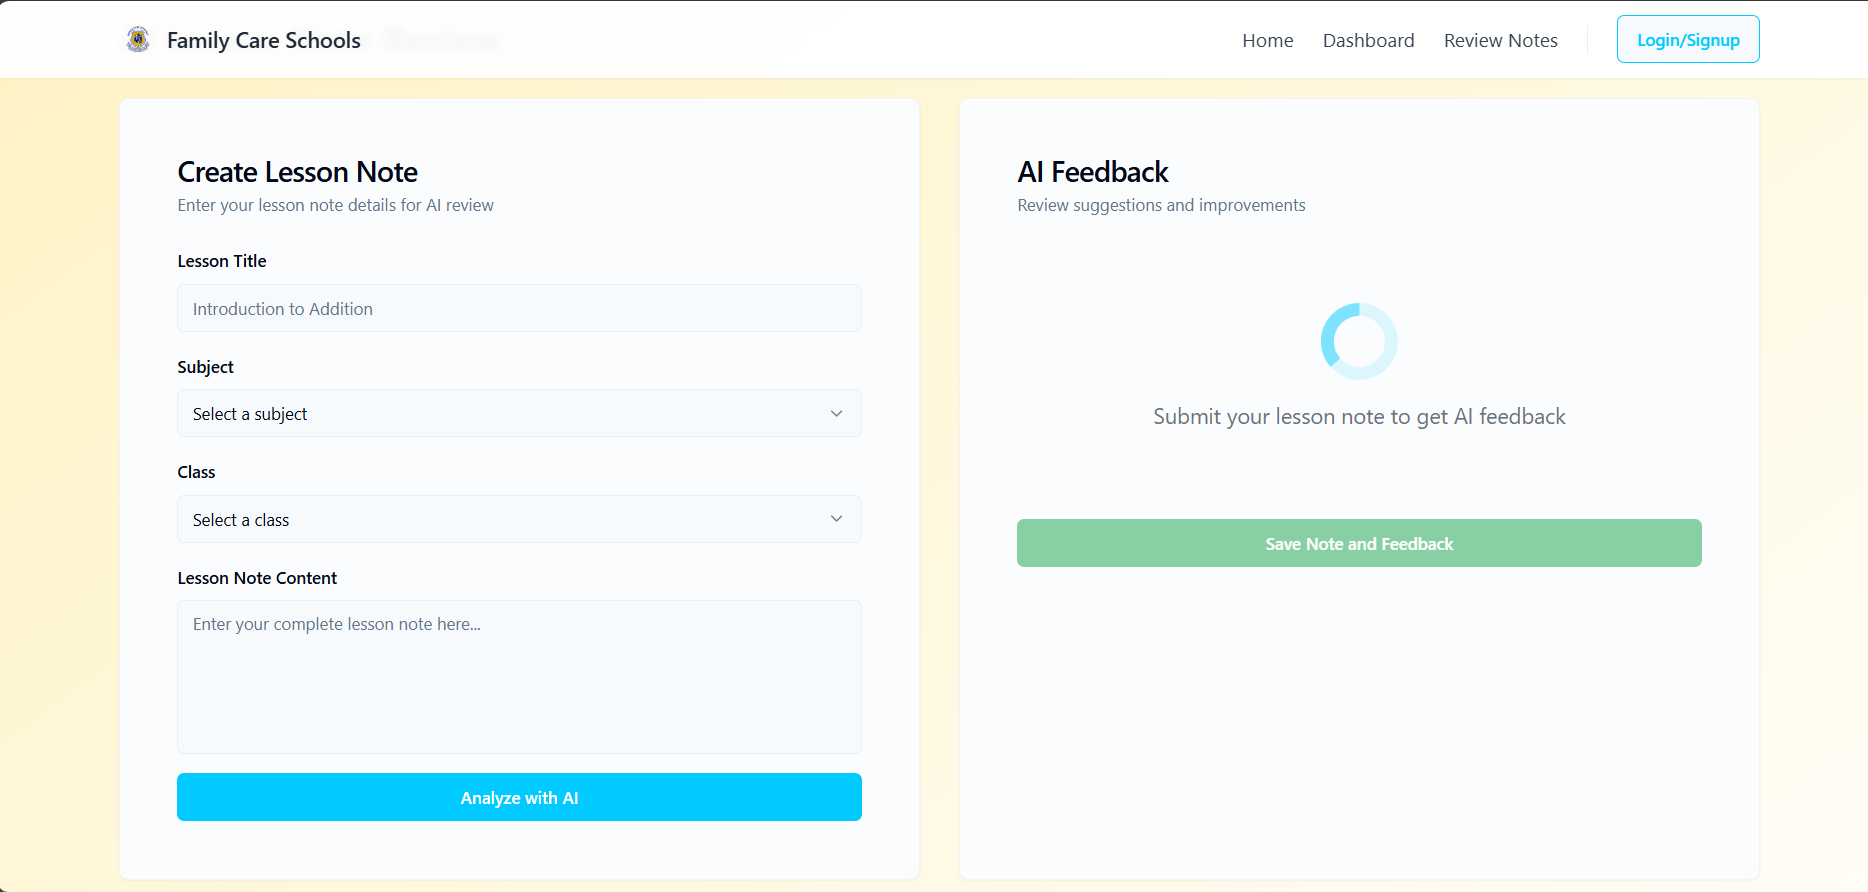 Family Care Schools
Home Dashboard Review Notes Login/Signup
Create Lesson Note
Enter your lesson note details for AI review
Lesson Title
Introduction to Addition
Subject
Select a subject
Class
Select a class
Lesson Note Content
Enter your complete lesson note here...
Analyze with AI
AI Feedback
Review suggestions and improvements
Submit your lesson note to get AI feedback
Save Note and Feedback